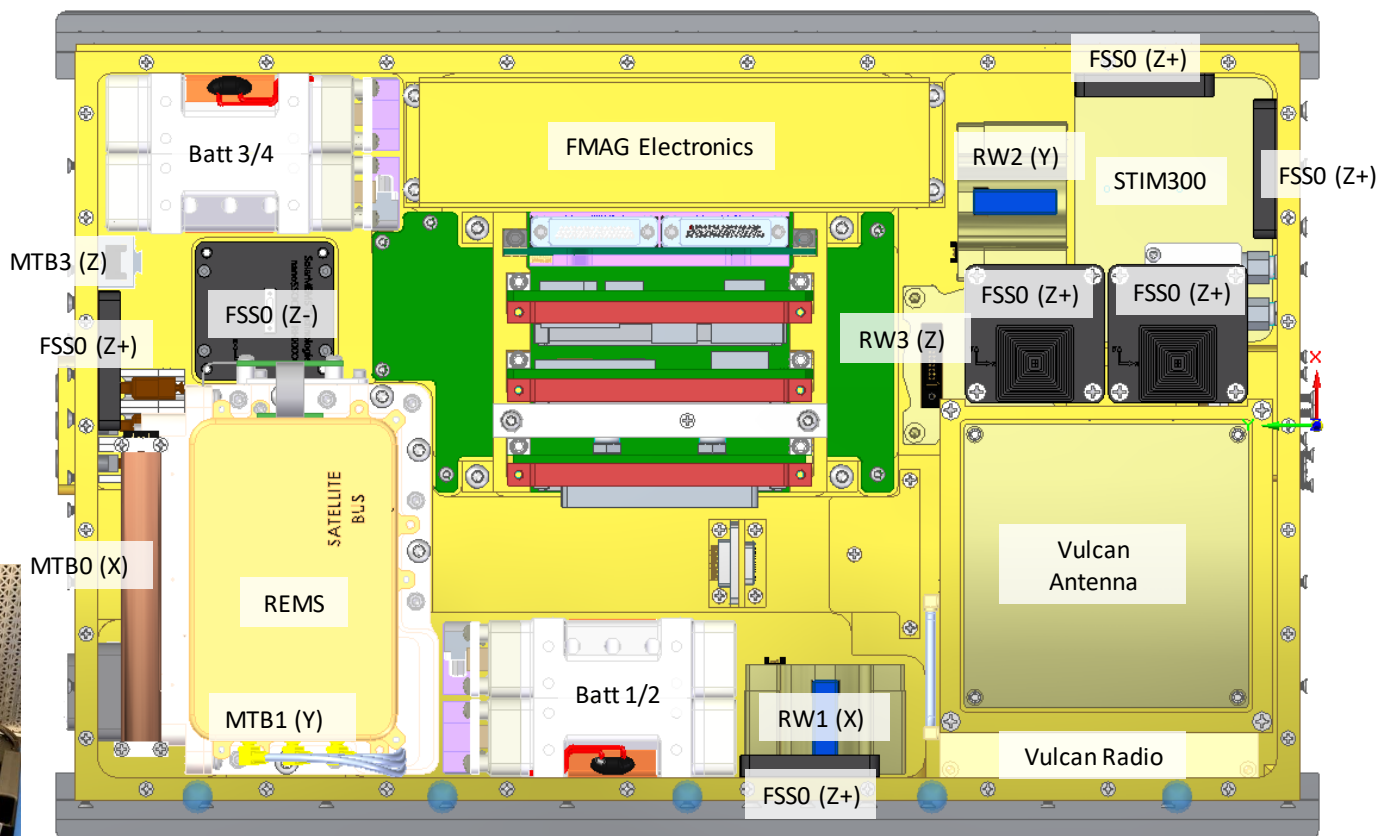 FSS0 (Z+)
Batt 3/4
FMAG Electronics
RW2 (Y)
STIM300
FSS0 (Z+)
MTB3 (Z)
FSS0 (Z-)
FSS0 (Z+)
FSS0 (Z+)
FSS0 (Z+)
RW3 (Z)
X
Y
SATELLITE
BUS
MTB0 (X)
REMS
Vulcan
Antenna
Batt 1/2
MTB1 (Y)
RW1 (X)
Vulcan Radio
FSS0 (Z+)